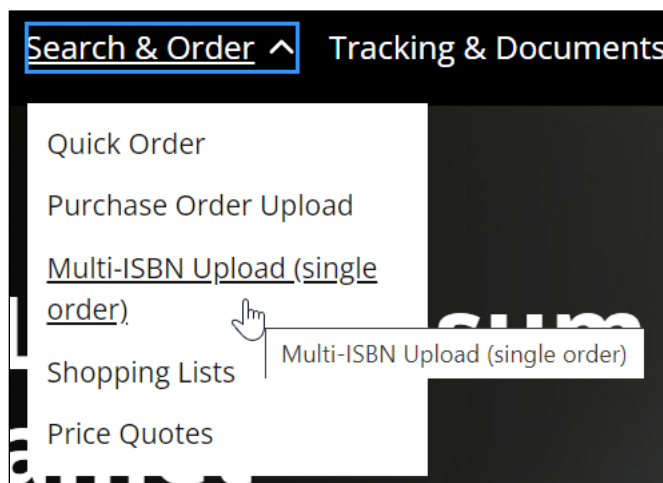 Search & Order Tracking & Documents
Quick Order
Purchase Order Upload
Multi-ISBN Upload (single
order)
Multi-ISBN Upload (single order)
Shopping Lists
Price Quotes